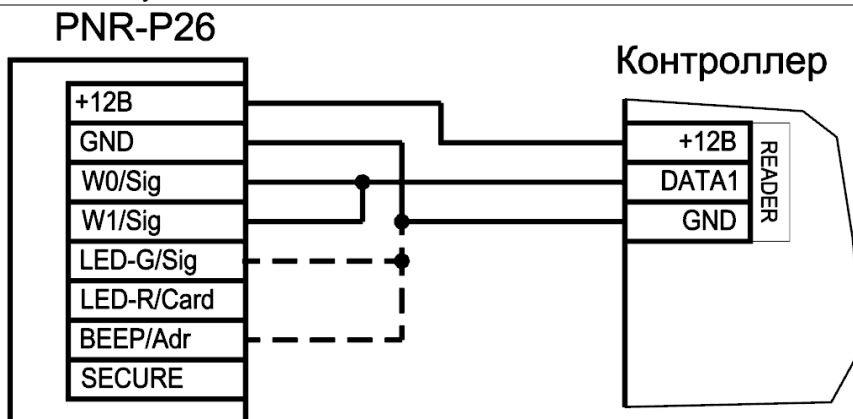 PNR-P26
Контроллер
+12В
GND
W0/Sig
W1/Sig
LED-G/Sig
LED-R/Card
BEEP/Adr
SECURE
+12В
DATA1
GND
READER